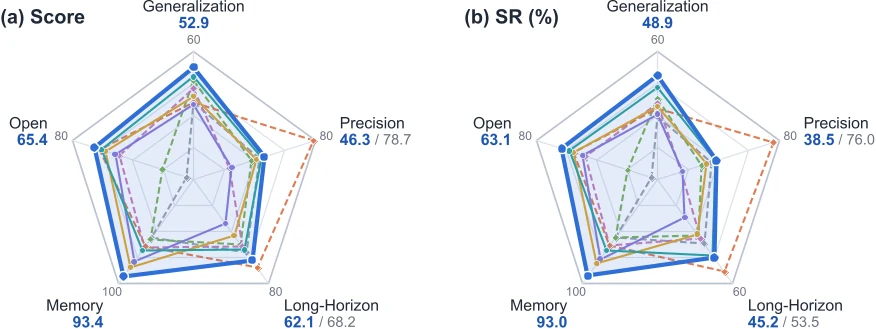 (a) Score
Generalization
52.9
60
Open
65.4
80
80
Precision
46.3 / 78.7
100
Memory
93.4
80
Long-Horizon
62.1 / 68.2
(b) SR (%)
Generalization
48.9
60
Open
63.1
80
80
Precision
38.5 / 76.0
100
Memory
93.0
60
Long-Horizon
45.2 / 53.5